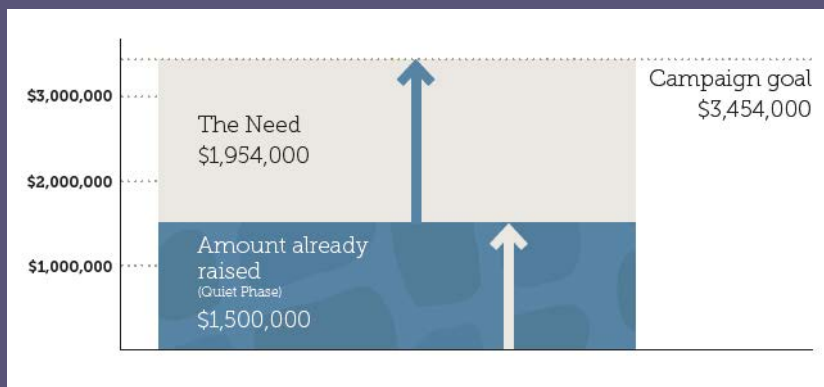 Campaign goal
$3,454,000
$3,000,000
The Need
$1,954,000
$2,000,000
Amount already
raised
(Quiet Phase)
$1,500,000
$1,000,000